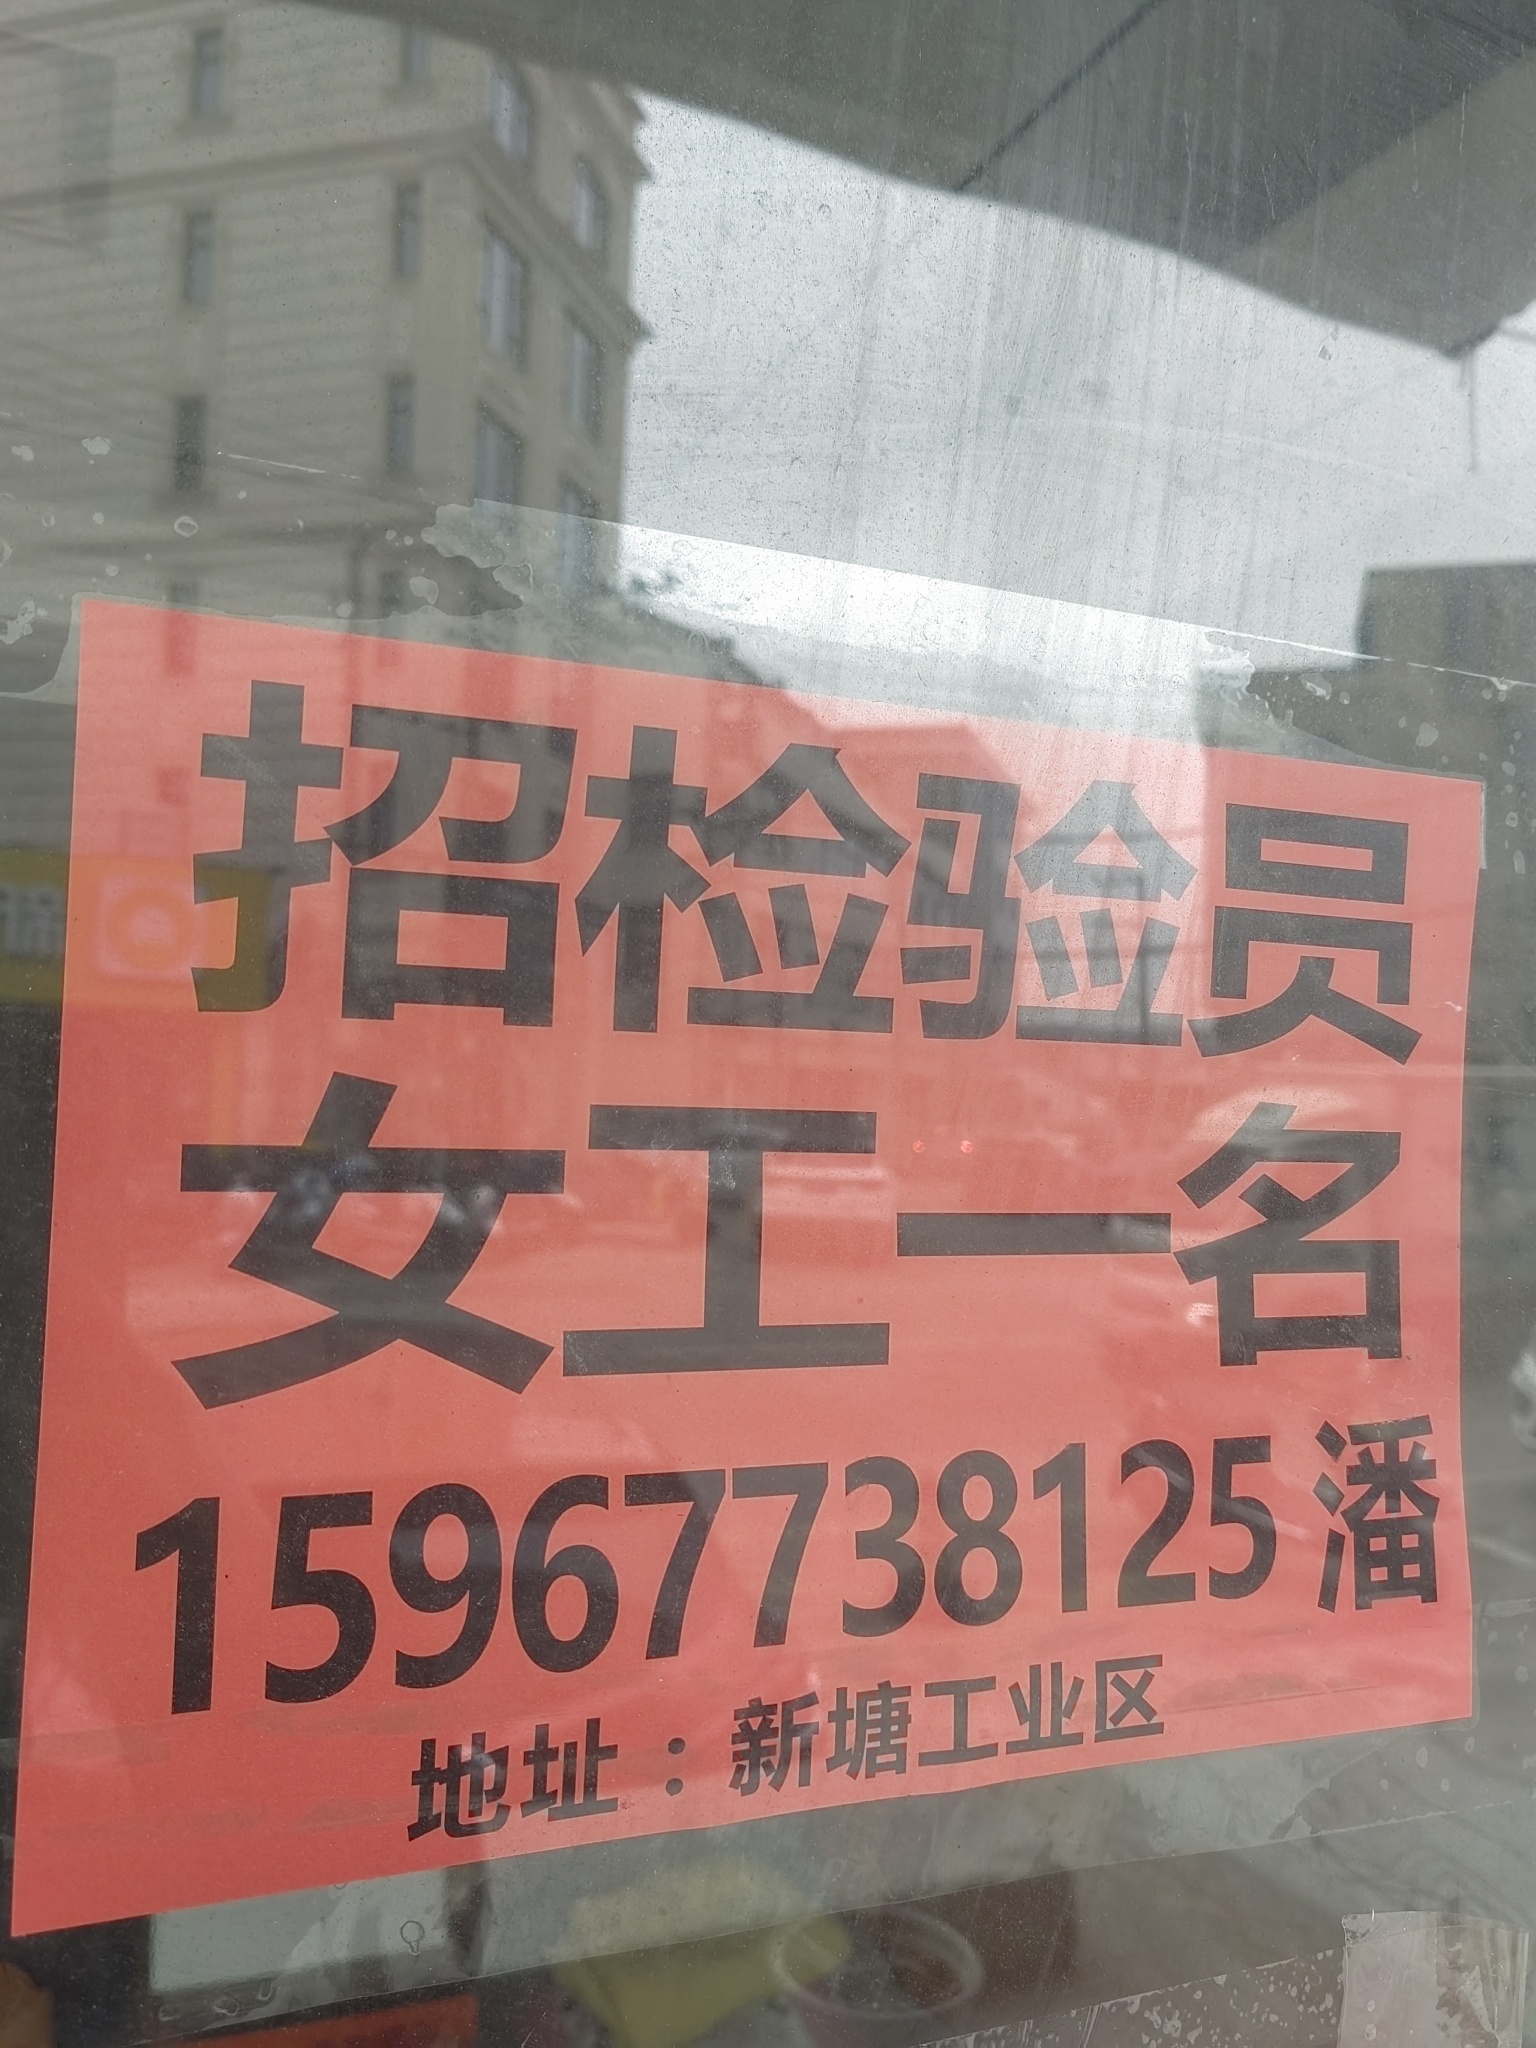 招检验员
女工一名
15967738125 潘
地址：新塘工业区